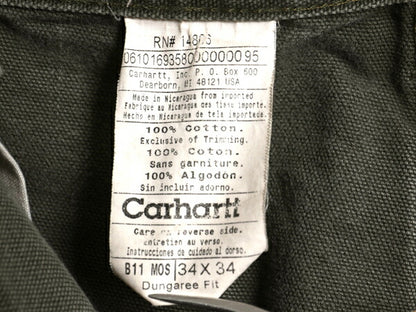 RN# 14806
0610169358000000095
Carhartt, Inc. P. O. Box 600
Dearborn, MI 48121 USA
Made in Nicaragua from imported
Fabrique au Nicaragua des tissu importe.
Hecho en Nicaragua de tela importada.
100% Cotton.
Exclusive of Trimming.
100% Coton.
Sans garniture.
100% Algodon.
Sin incluir adorno.
Carhartt
Care on reverse side.
Entretien au verso.
Instrucciones de cuidado al dorso.
B11 MOS 34 X 34
Dungaree Fit